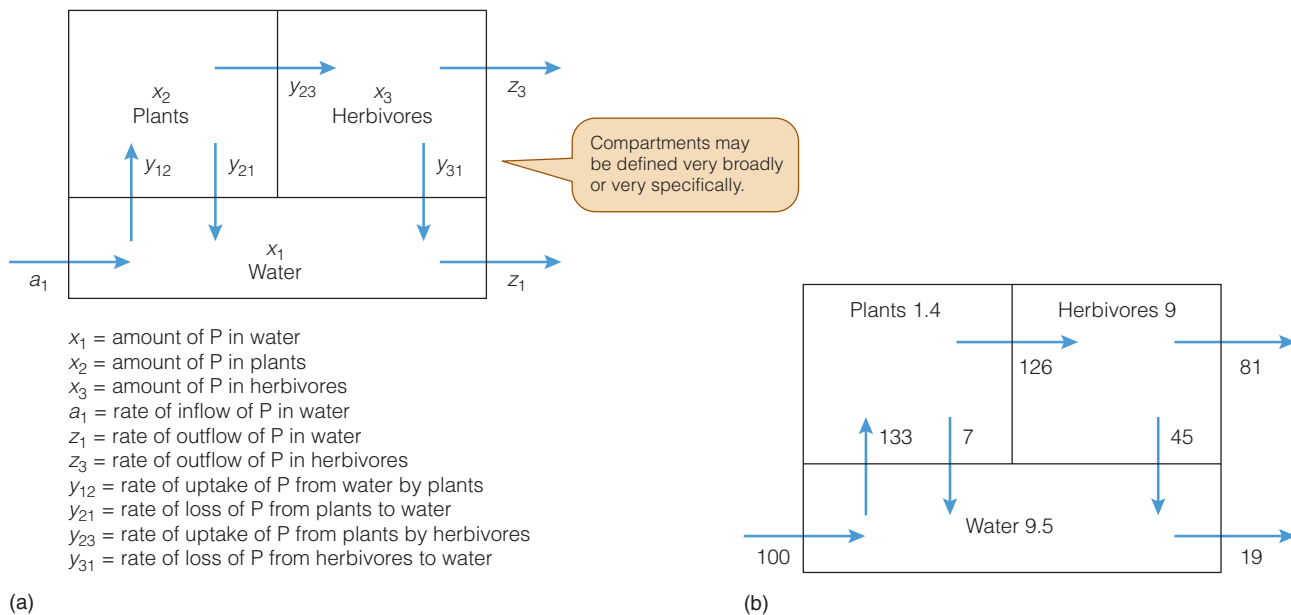 x2
Plants
y23
x3
Herbivores
z3
y12
y21
y31
a1
x1
Water
z1
Compartments may
be defined very broadly
or very specifically.
x1 = amount of P in water
x2 = amount of P in plants
x3 = amount of P in herbivores
a1 = rate of inflow of P in water
z1 = rate of outflow of P in water
z3 = rate of outflow of P in herbivores
y12 = rate of uptake of P from water by plants
y21 = rate of loss of P from plants to water
y23 = rate of uptake of P from plants by herbivores
y31 = rate of loss of P from herbivores to water
(a)
Plants 1.4
Herbivores 9
126
81
133
7
45
Water 9.5
100
19
(b)